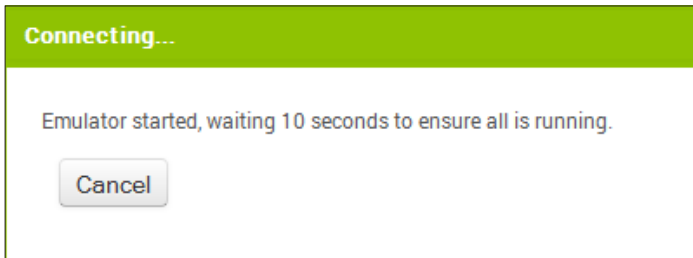 Connecting...
Emulator started, waiting 10 seconds to ensure all is running.
Cancel